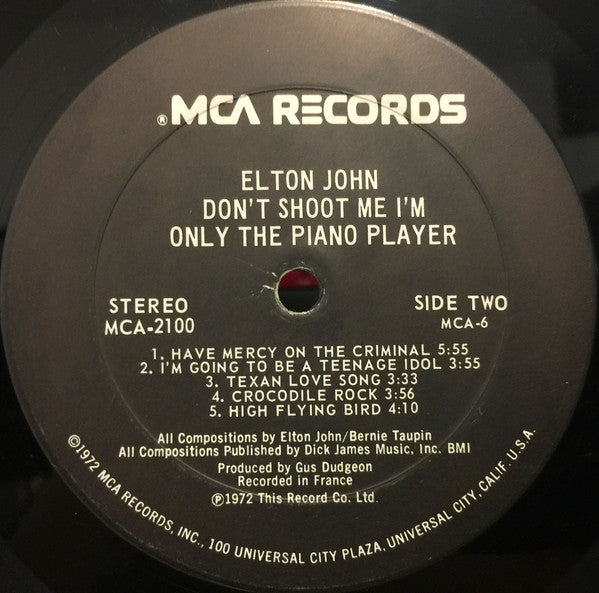 ® MCA RECORDS
ELTON JOHN
DON'T SHOOT ME I'M
ONLY THE PIANO PLAYER
STEREO
MCA-2100
SIDE TWO
MCA-6
1. HAVE MERCY ON THE CRIMINAL 5:55
2. I'M GOING TO BE A TEENAGE IDOL 3:55
3. TEXAN LOVE SONG 3:33
4. CROCODILE ROCK 3:56
5. HIGH FLYING BIRD 4:10
All Compositions by Elton John/Bernie Taupin
All Compositions Published by Dick James Music, Inc. BMI
Produced by Gus Dudgeon
Recorded in France
℗1972 This Record Co. Ltd.
©1972 MCA RECORDS, INC., 100 UNIVERSAL CITY PLAZA, UNIVERSAL CITY, CALIF. U.S.A.